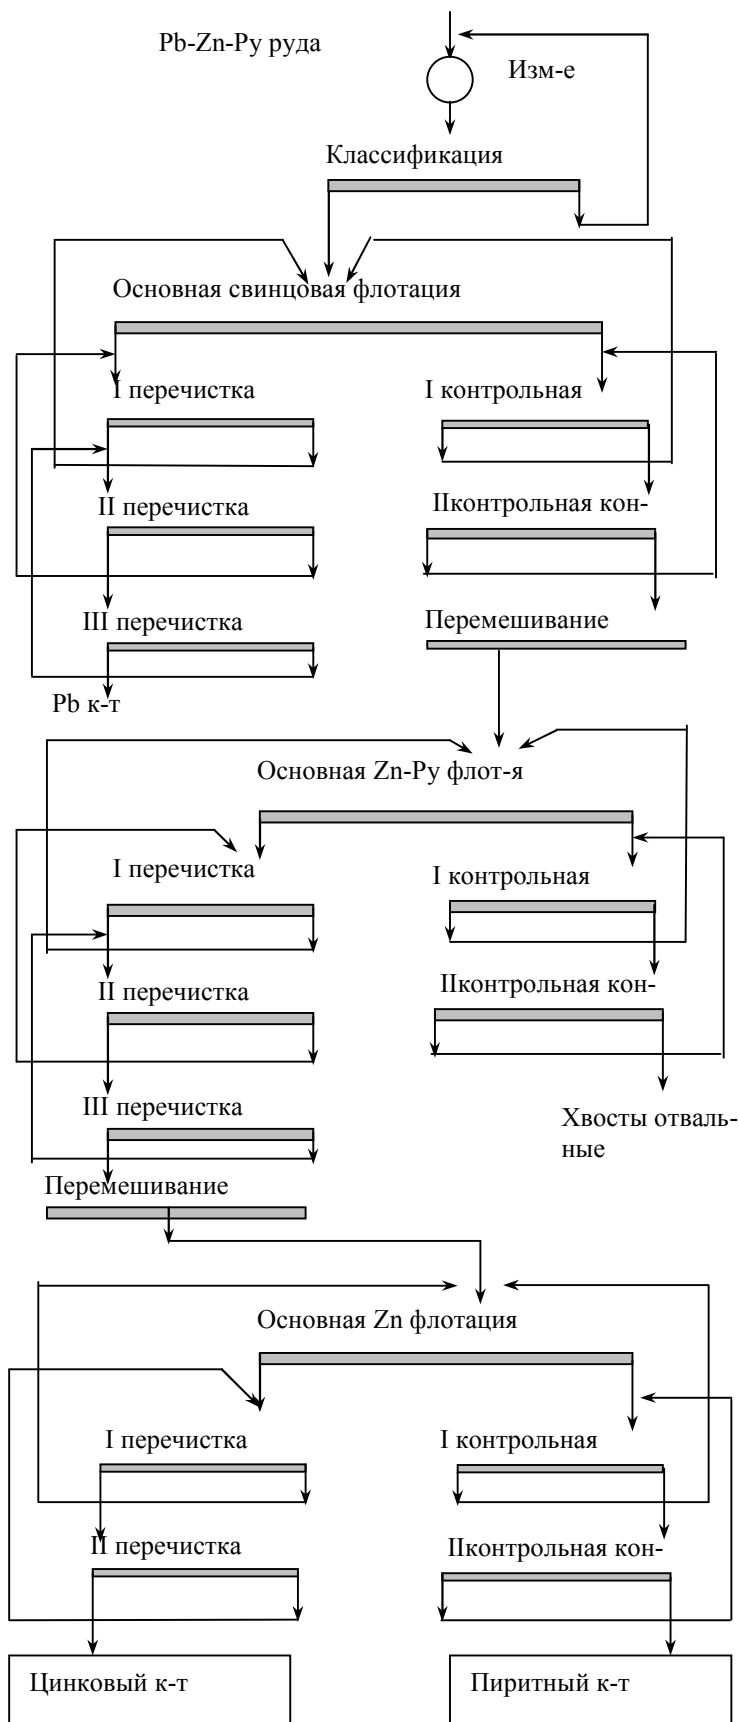 Pb-Zn-Py руда
Изм-е
Классификация
Основная свинцовая флотация
I перечистка
I контрольная
II перечистка
IIконтрольная кон-
III перечистка
Перемешивание
Pb к-т
Основная Zn-Py флот-я
I перечистка
I контрольная
II перечистка
IIконтрольная кон-
III перечистка
Хвосты отваль-
ные
Перемешивание
Основная Zn флотация
I перечистка
I контрольная
II перечистка
IIконтрольная кон-
Цинковый к-т
Пиритный к-т